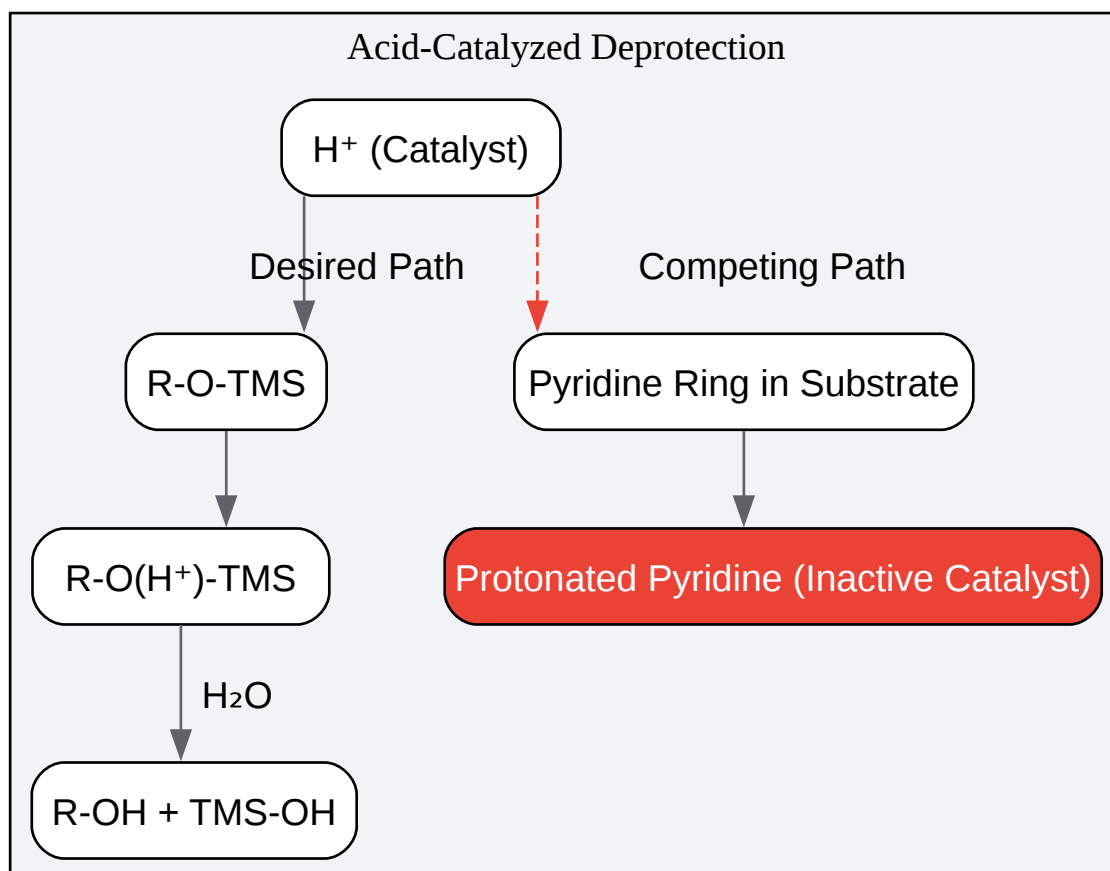 Acid-Catalyzed Deprotection
H⁺ (Catalyst)
Desired Path
Competing Path
R-O-TMS
Pyridine Ring in Substrate
R-O(H⁺)-TMS
Protonated Pyridine (Inactive Catalyst)
H₂O
R-OH + TMS-OH